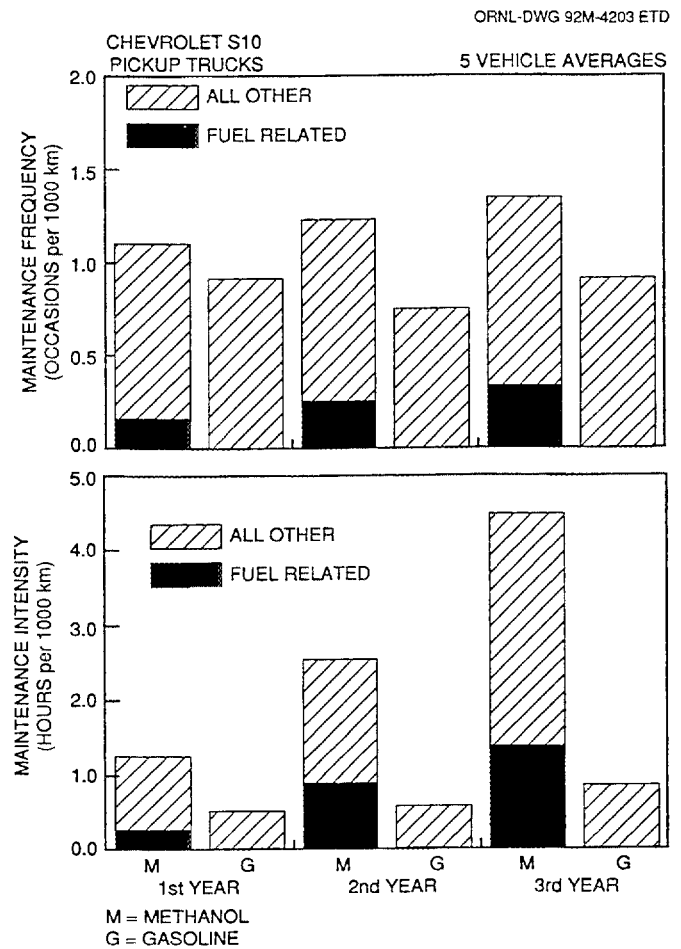 ORNL-DWG 92M-4203 ETD
CHEVROLET S10
PICKUP TRUCKS
5 VEHICLE AVERAGES
2.0
1.5
1.0
0.5
0.0
MAINTENANCE FREQUENCY
(OCCASIONS per 1000 km)
ALL OTHER
FUEL RELATED
5.0
4.0
3.0
2.0
1.0
0.0
MAINTENANCE INTENSITY
(HOURS per 1000 km)
ALL OTHER
FUEL RELATED
M G M G M G
1st YEAR 2nd YEAR 3rd YEAR
M = METHANOL
G = GASOLINE